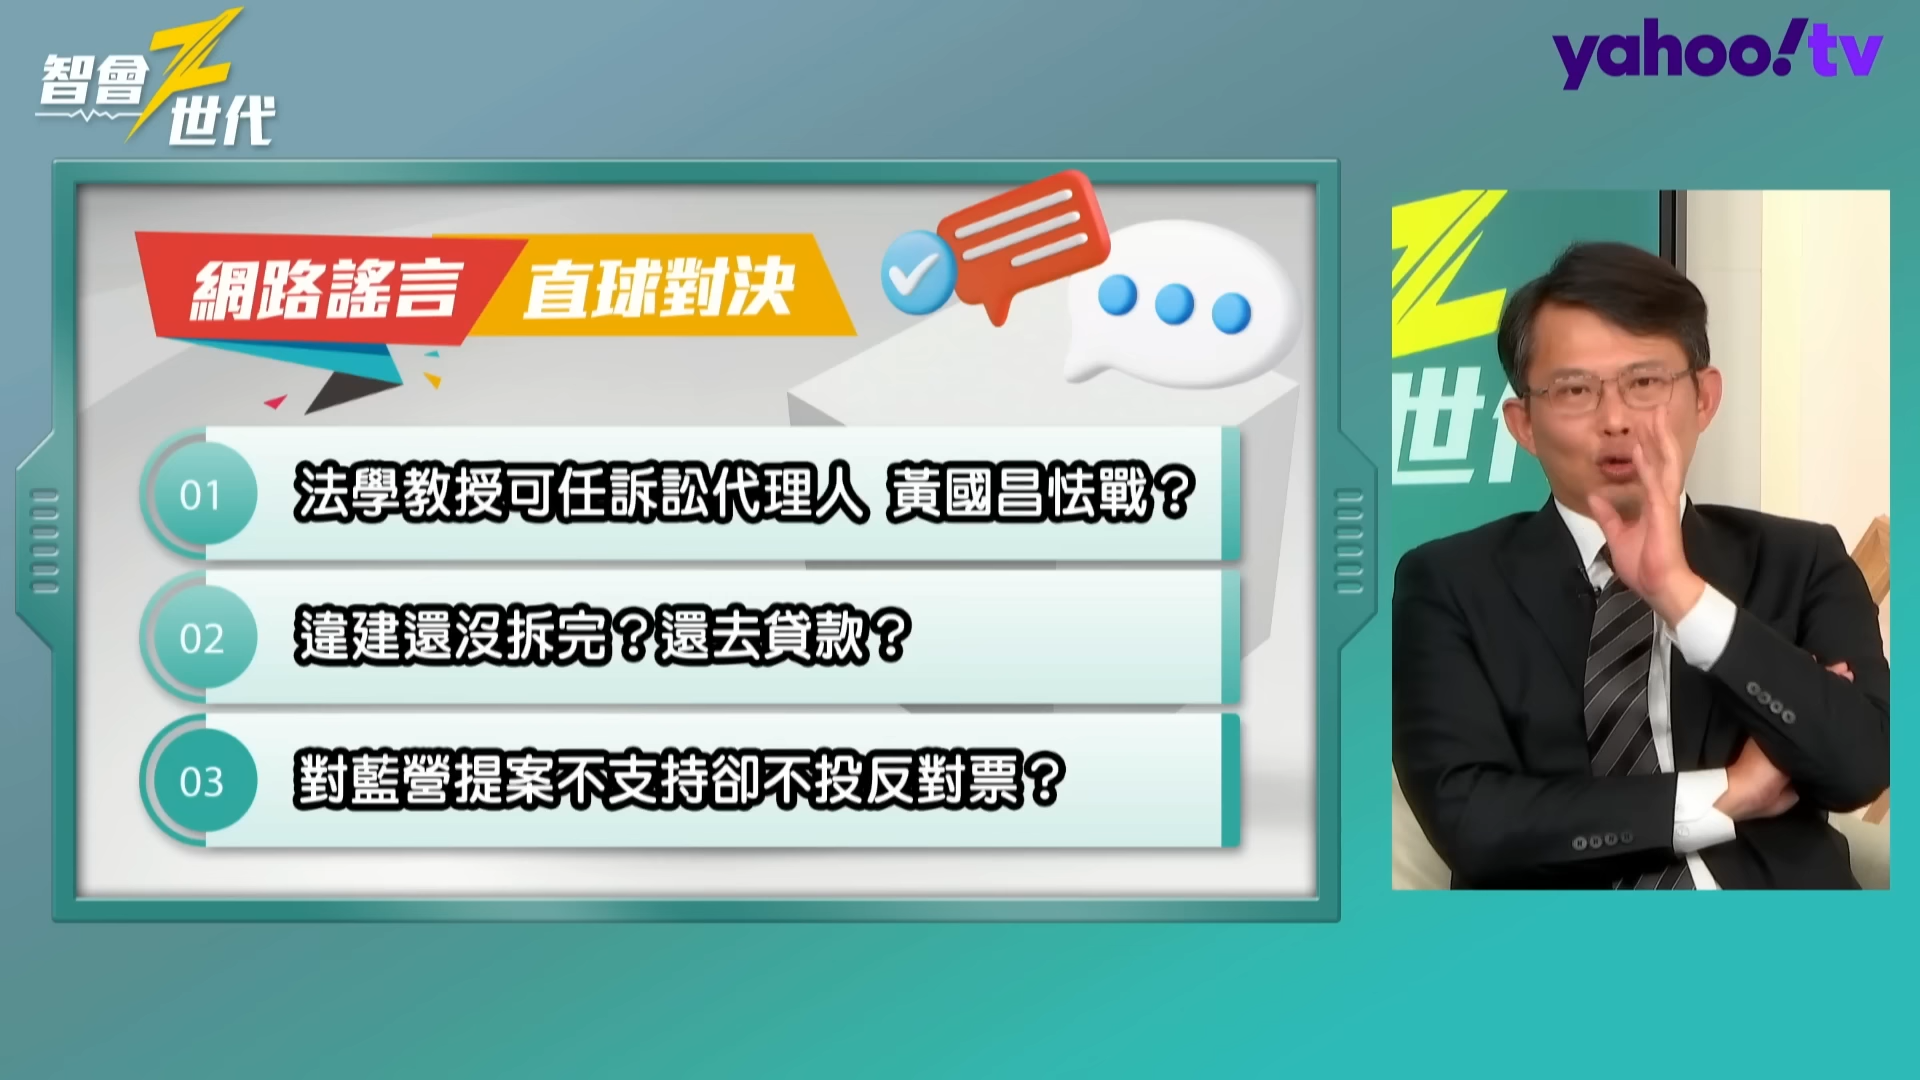 智會Z世代
yahoo!tv
網路謠言 直球對決
01 法學教授可任訴訟代理人 黃國昌怯戰？
02 違建還沒拆完？還去貸款？
03 對藍營提案不支持卻不投反對票？
Z
世代